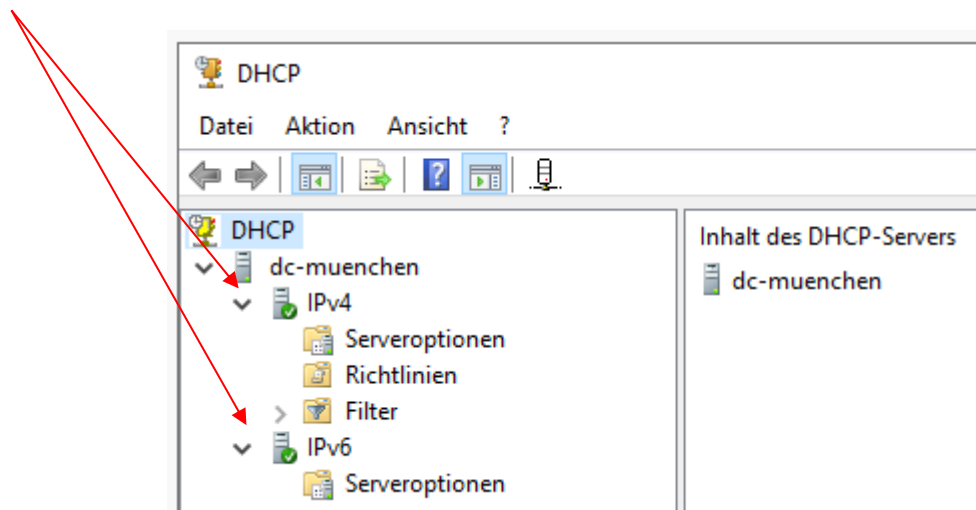 DHCP
Datei Aktion Ansicht ?
DHCP
dc-muenchen
IPv4
Serveroptionen
Richtlinien
Filter
IPv6
Serveroptionen
Inhalt des DHCP-Servers
dc-muenchen